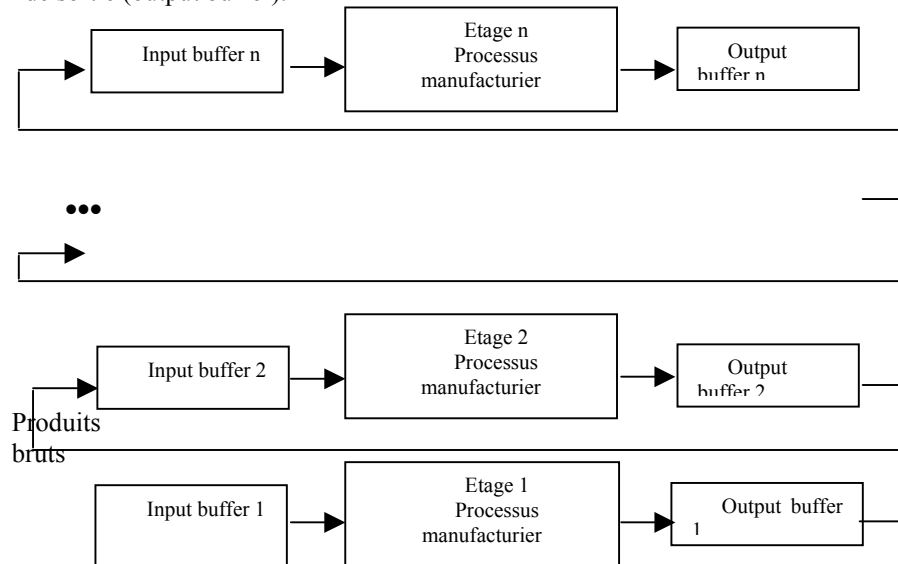 Input buffer n
Etage n
Processus
manufacturier
Output
buffer n
•••
Input buffer 2
Etage 2
Processus
manufacturier
Output
buffer 2
Produits
bruts
Input buffer 1
Etage 1
Processus
manufacturier
Output buffer
1